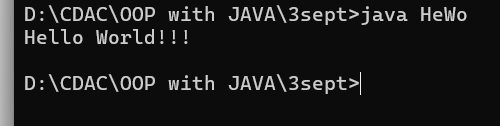 D:\CDAC\OOP with JAVA\3sept>java HeWo
Hello World!!!
D:\CDAC\OOP with JAVA\3sept>